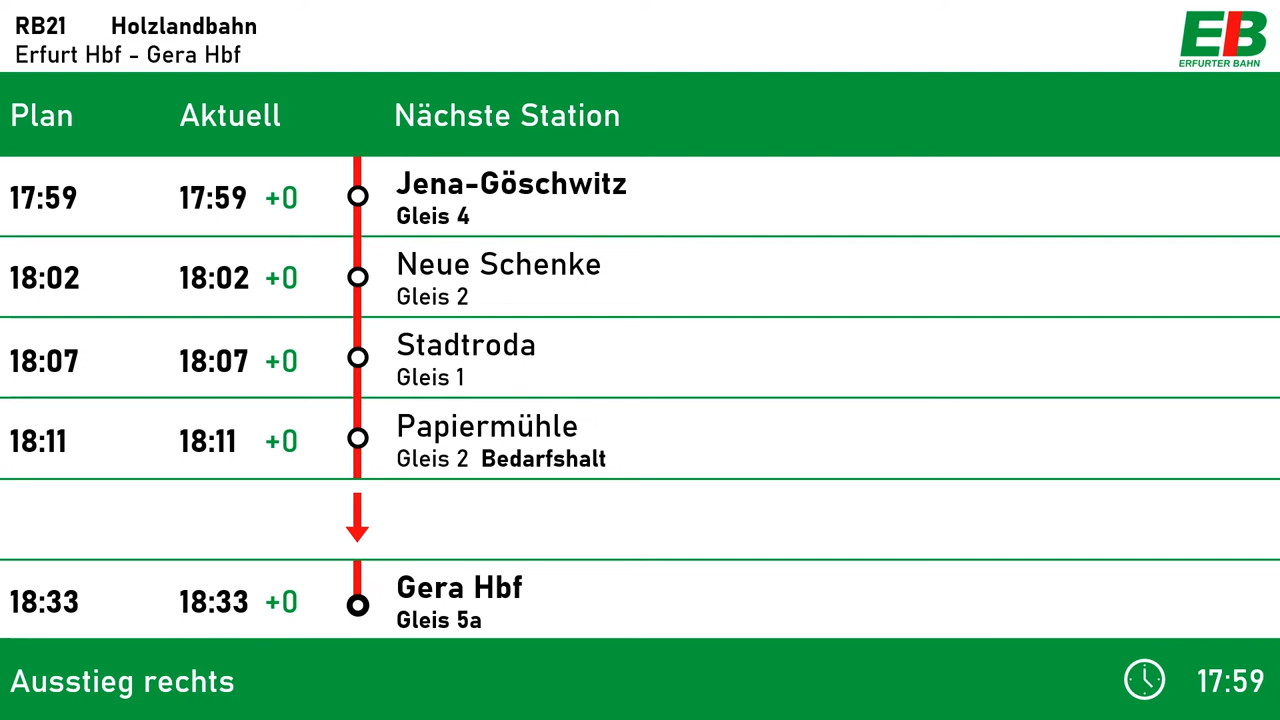 RB21 Holzlandbahn
Erfurt Hbf - Gera Hbf
EB
ERFURTER BAHN
Plan Aktuell Nächste Station
17:59 17:59 +0 Jena-Göschwitz
Gleis 4
18:02 18:02 +0 Neue Schenke
Gleis 2
18:07 18:07 +0 Stadtroda
Gleis 1
18:11 18:11 +0 Papiermühle
Gleis 2 Bedarfshalt
18:33 18:33 +0 Gera Hbf
Gleis 5a
Ausstieg rechts 17:59